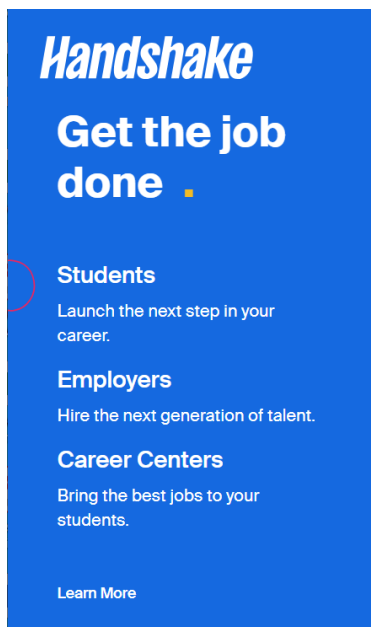 Handshake
Get the job
done .
Students
Launch the next step in your
career.
Employers
Hire the next generation of talent.
Career Centers
Bring the best jobs to your
students.
Learn More